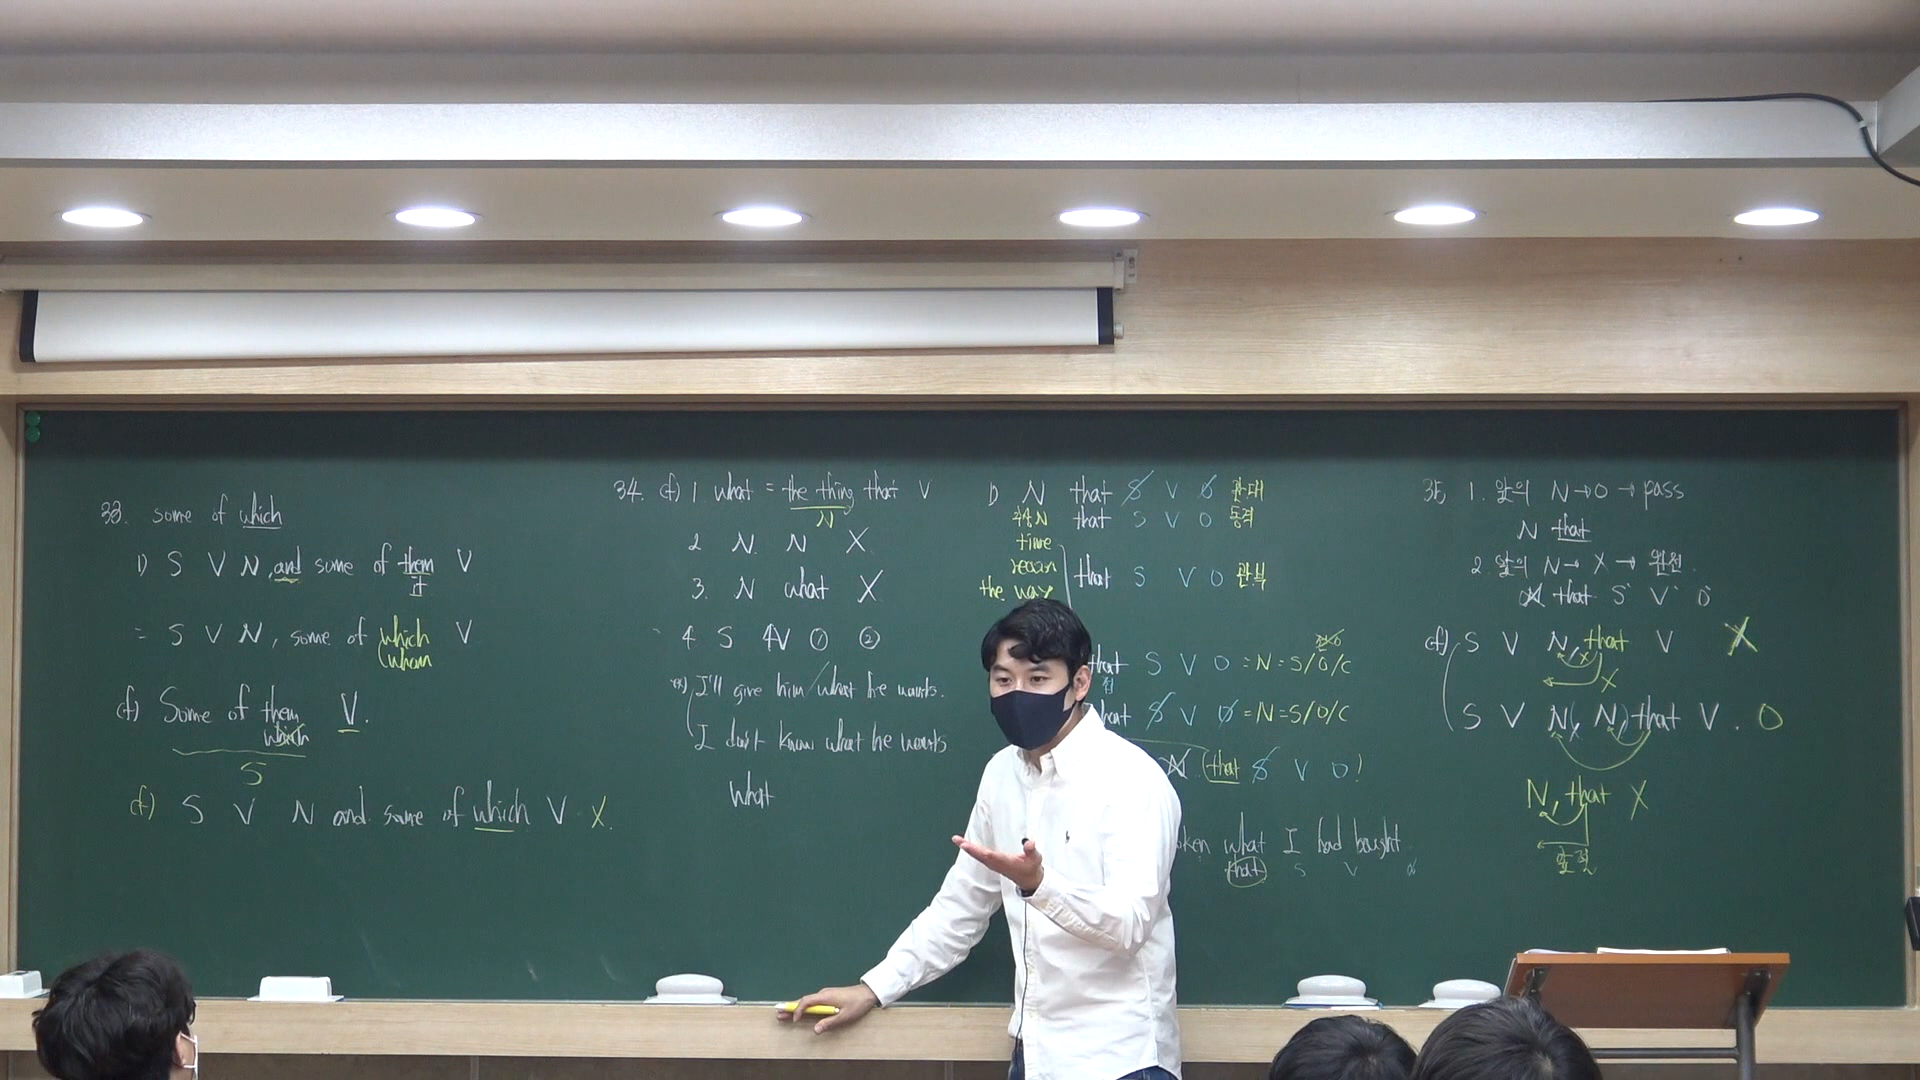 33. some of which
1) S V N, and some of them V
it
= S V N, some of which V
(whom
cf) Some of them V.
which
S
cf) S V N and some of which V X.
34. cf) 1 what = the thing that V
N
2 N. N X
3. N what X
4 S 4V ① ②
ex) I'll give him / what he wants.
I don't know what he wants
What
1) N that S V O 관대
추상N that S V O 동격
time
reason
the way
that S V O 관부
that S V O = N = S/O/C
접
that S V O = N = S/O/C
N (that S V O)
what I had bought
that S V O
35, 1. 앞의 N → O → pass
N that
2. 앞의 N → X → 완전.
N that S V O
cf) S V N, that V X
X
S V N(, N,) that V. O
N, that X